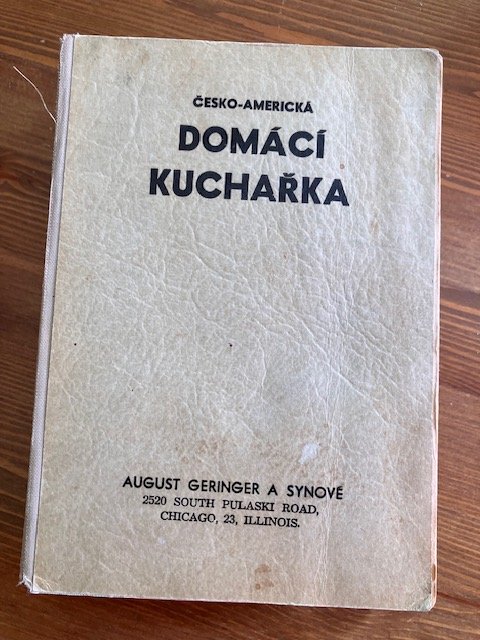 ČESKO-AMERICKÁ
DOMÁCÍ
KUCHAŘKA
AUGUST GERINGER A SYNOVÉ
2520 SOUTH PULASKI ROAD,
CHICAGO, 23, ILLINOIS.